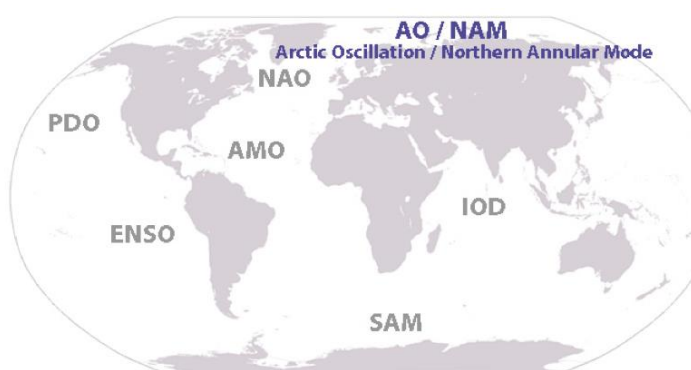 AO / NAM
Arctic Oscillation / Northern Annular Mode
NAO
PDO
AMO
IOD
ENSO
SAM